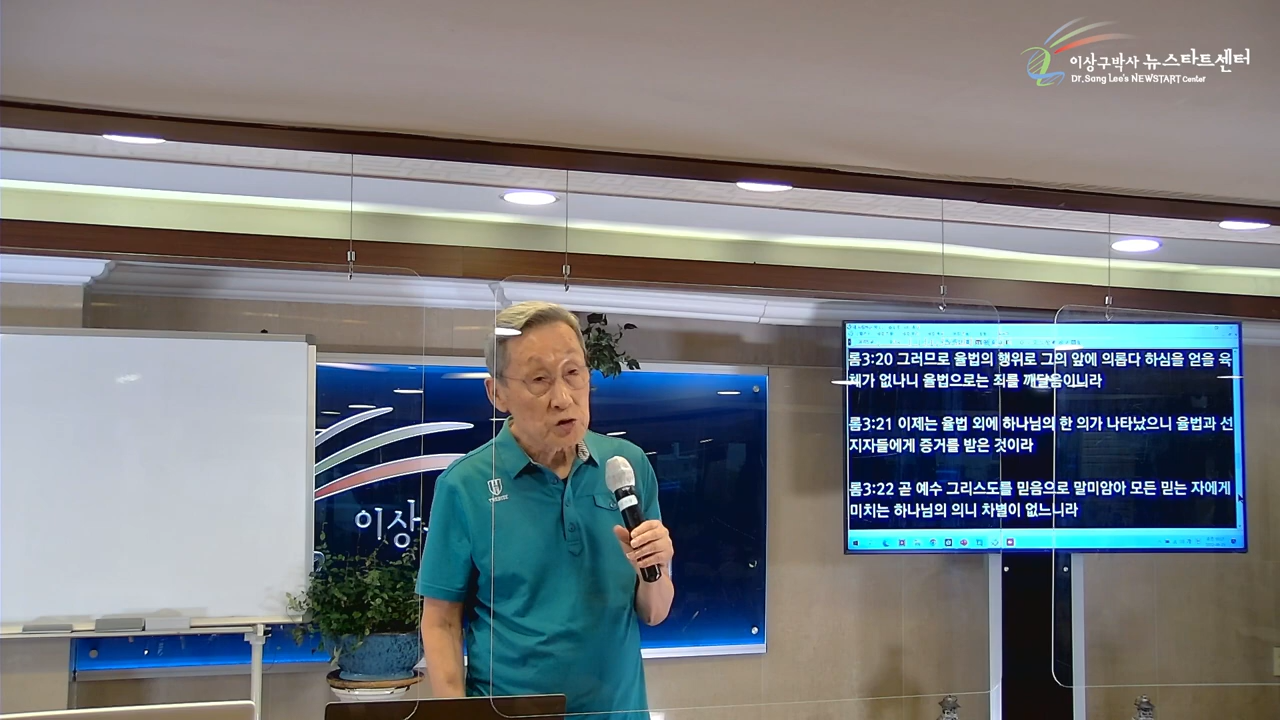 이상구박사 뉴스타트센터
Dr. Sang Lee's NEWSTART Center
롬3:20 그러므로 율법의 행위로 그의 앞에 의롭다 하심을 얻을 육
체가 없나니 율법으로는 죄를 깨달음이니라
롬3:21 이제는 율법 외에 하나님의 한 의가 나타났으니 율법과 선
지자들에게 증거를 받은 것이라
롬3:22 곧 예수 그리스도를 믿음으로 말미암아 모든 믿는 자에게
미치는 하나님의 의니 차별이 없느니라
이상